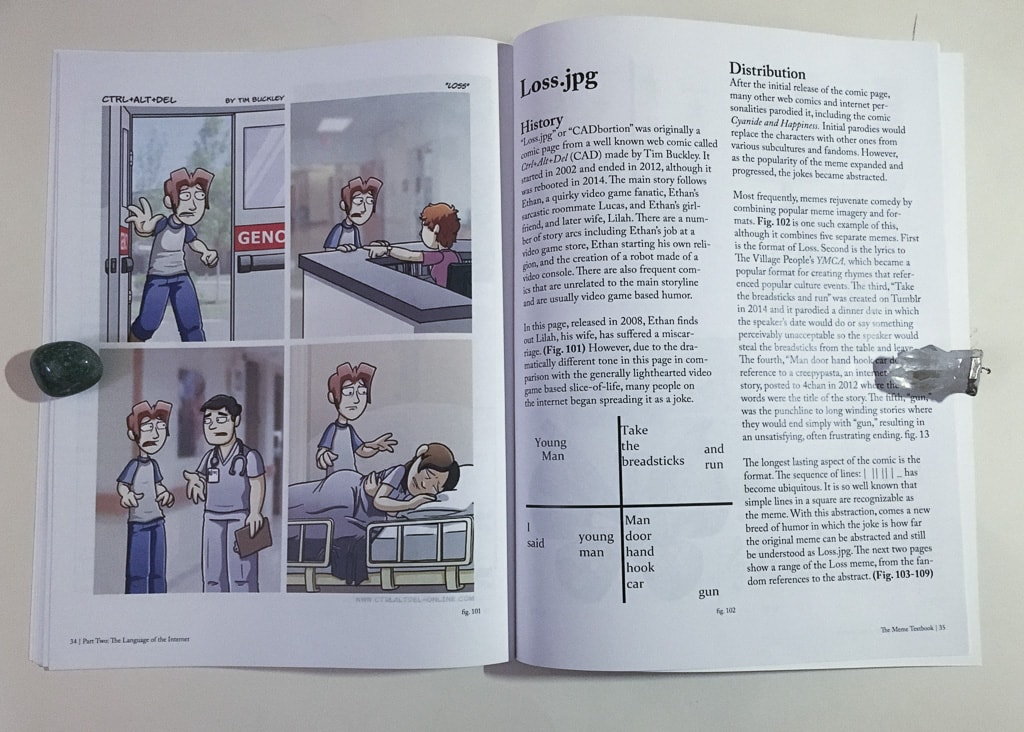 CTRL+ALT+DEL
BY TIM BUCKLEY
"LOSS"
GENC
WWW.CTRLALTDEL-ONLINE.COM
fig. 101
34 | Part Two: The Language of the Internet
Loss.jpg
History
"Loss.jpg" or "CADbortion" was originally a
comic page from a well known web comic called
Ctrl+Alt+Del (CAD) made by Tim Buckley. It
started in 2002 and ended in 2012, although it
was rebooted in 2014. The main story follows
Ethan, a quirky video game fanatic, Ethan's
sarcastic roommate Lucas, and Ethan's girl-
friend, and later wife, Lilah. There are a num-
ber of story arcs including Ethan's job at a
video game store, Ethan starting his own reli-
gion, and the creation of a robot made of a
video console. There are also frequent com-
ics that are unrelated to the main storyline
and are usually video game based humor.
In this page, released in 2008, Ethan finds
out Lilah, his wife, has suffered a miscar-
riage. (Fig. 101) However, due to the dra-
matically different tone in this page in com-
parison with the generally lighthearted video
game based slice-of-life, many people on
the internet began spreading it as a joke.
Young
Man
Take
the
breadsticks
and
run
I
said
young
man
Man
door
hand
hook
car
gun
fig. 102
Distribution
After the initial release of the comic page,
many other web comics and internet per-
sonalities parodied it, including the comic
Cyanide and Happiness. Initial parodies would
replace the characters with other ones from
various subcultures and fandoms. However,
as the popularity of the meme expanded and
progressed, the jokes became abstracted.
Most frequently, memes rejuvenate comedy by
combining popular meme imagery and for-
mats. Fig. 102 is one such example of this,
although it combines five separate memes. First
is the format of Loss. Second is the lyrics to
The Village People's YMCA, which became a
popular format for creating rhymes that refer-
enced popular culture events. The third, "Take
the breadsticks and run" was created on Tumblr
in 2014 and it parodied a dinner date in which
the speaker's date would do or say something
perceivably unacceptable so the speaker would
steal the breadsticks from the table and leave.
The fourth, "Man door hand hook car do
reference to a creepypasta, an internet
story, posted to 4chan in 2012 where the
words were the title of the story. The fifth, "gun,"
was the punchline to long winding stories where
they would end simply with "gun," resulting in
an unsatisfying, often frustrating ending. fig. 13
The longest lasting aspect of the comic is the
format. The sequence of lines: | || || |_ has
become ubiquitous. It is so well known that
simple lines in a square are recognizable as
the meme. With this abstraction, comes a new
breed of humor in which the joke is how far
the original meme can be abstracted and still
be understood as Loss.jpg. The next two pages
show a range of the Loss meme, from the fan-
dom references to the abstract. (Fig. 103-109)
The Meme Textbook | 35